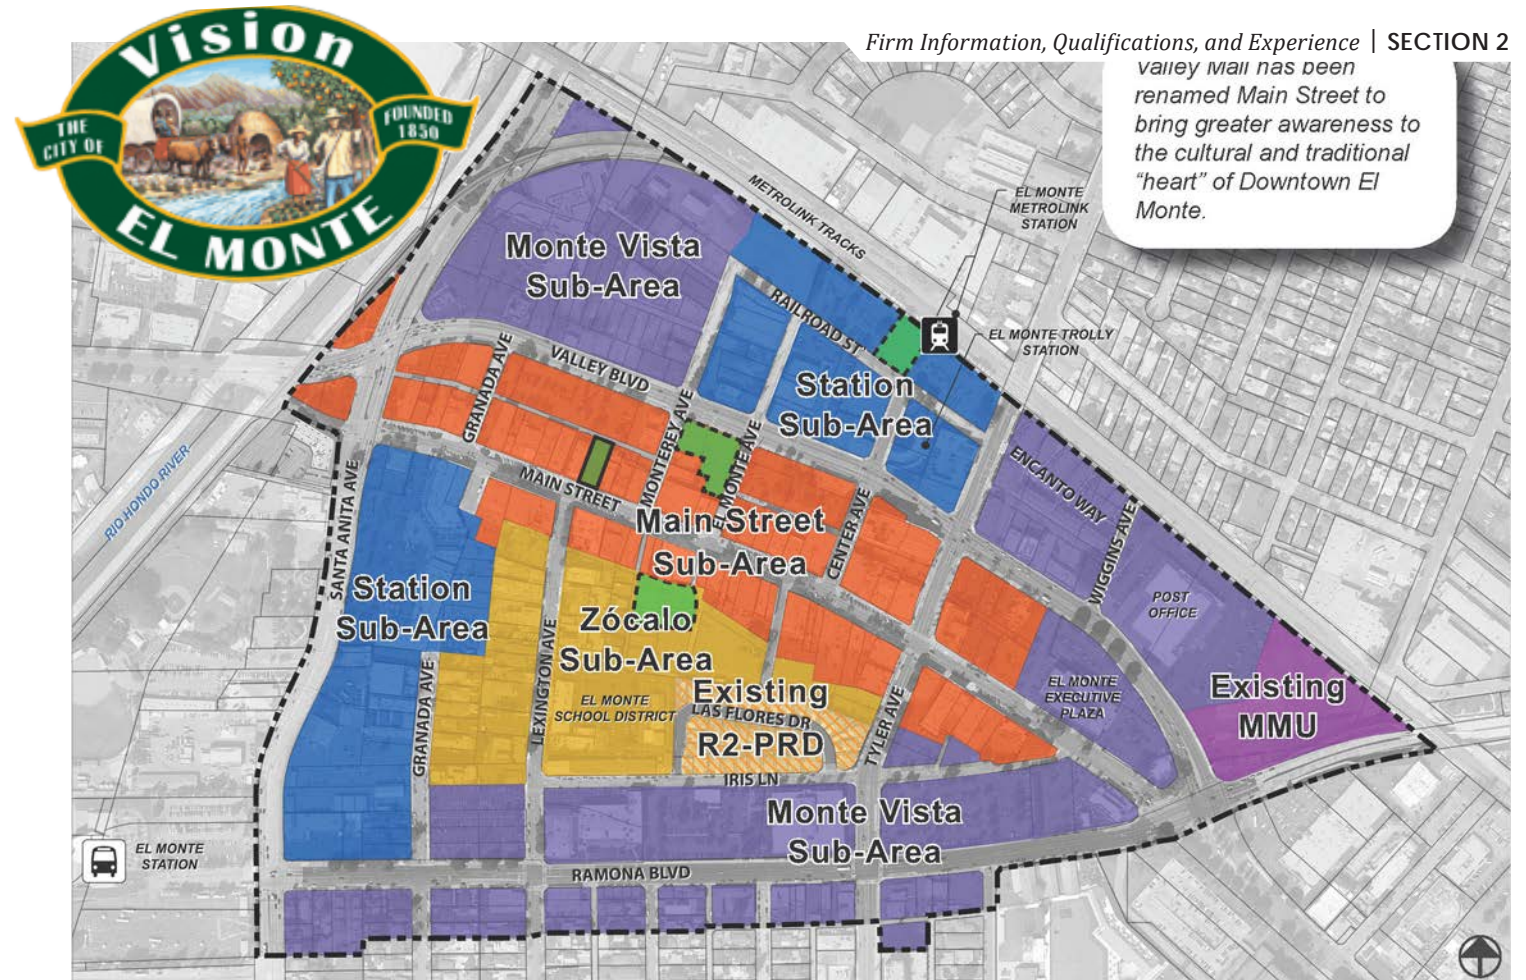 Firm Information, Qualifications, and Experience | SECTION 2
Vision
THE
CITY OF
FOUNDED
1850
EL MONTE
Valley Mall has been
renamed Main Street to
bring greater awareness to
the cultural and traditional
“heart” of Downtown El
Monte.
METROLINK TRACKS
EL MONTE
METROLINK
STATION
Monte Vista
Sub-Area
RAILROAD ST
EL MONTE TROLLY
STATION
VALLEY BLVD
GRANADA AVE
Station
Sub-Area
MONTEREY AVE
EL MONTE AVE
ENCANTO WAY
RIO HONDO RIVER
SANTA ANITA AVE
MAIN STREET
Main Street
Sub-Area
CENTER AVE
WIGGINS AVE
POST
OFFICE
Station
Sub-Area
Zócalo
Sub-Area
LEXINGTON AVE
GRANADA AVE
EL MONTE
SCHOOL DISTRICT
Existing
LAS FLORES DR
R2-PRD
TYLER AVE
EL MONTE
EXECUTIVE
PLAZA
Existing
MMU
IRIS LN
Monte Vista
Sub-Area
EL MONTE
STATION
RAMONA BLVD